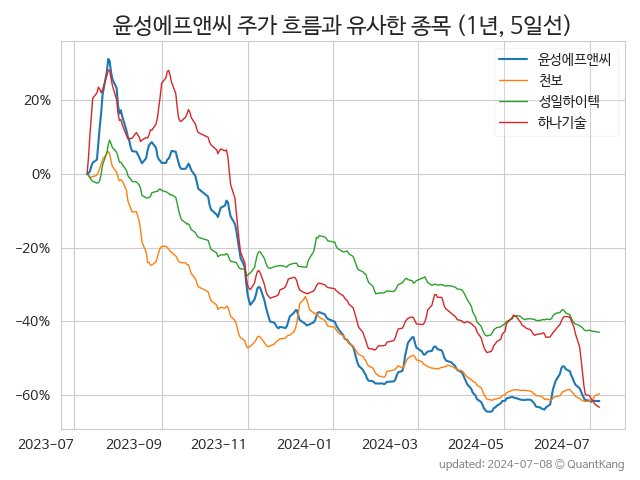 윤성에프앤씨 주가 흐름과 유사한 종목 (1년, 5일선)
윤성에프앤씨
천보
성일하이텍
하나기술
20%
0%
−20%
−40%
−60%
2023-07 2023-09 2023-11 2024-01 2024-03 2024-05 2024-07
updated: 2024-07-08 © QuantKang